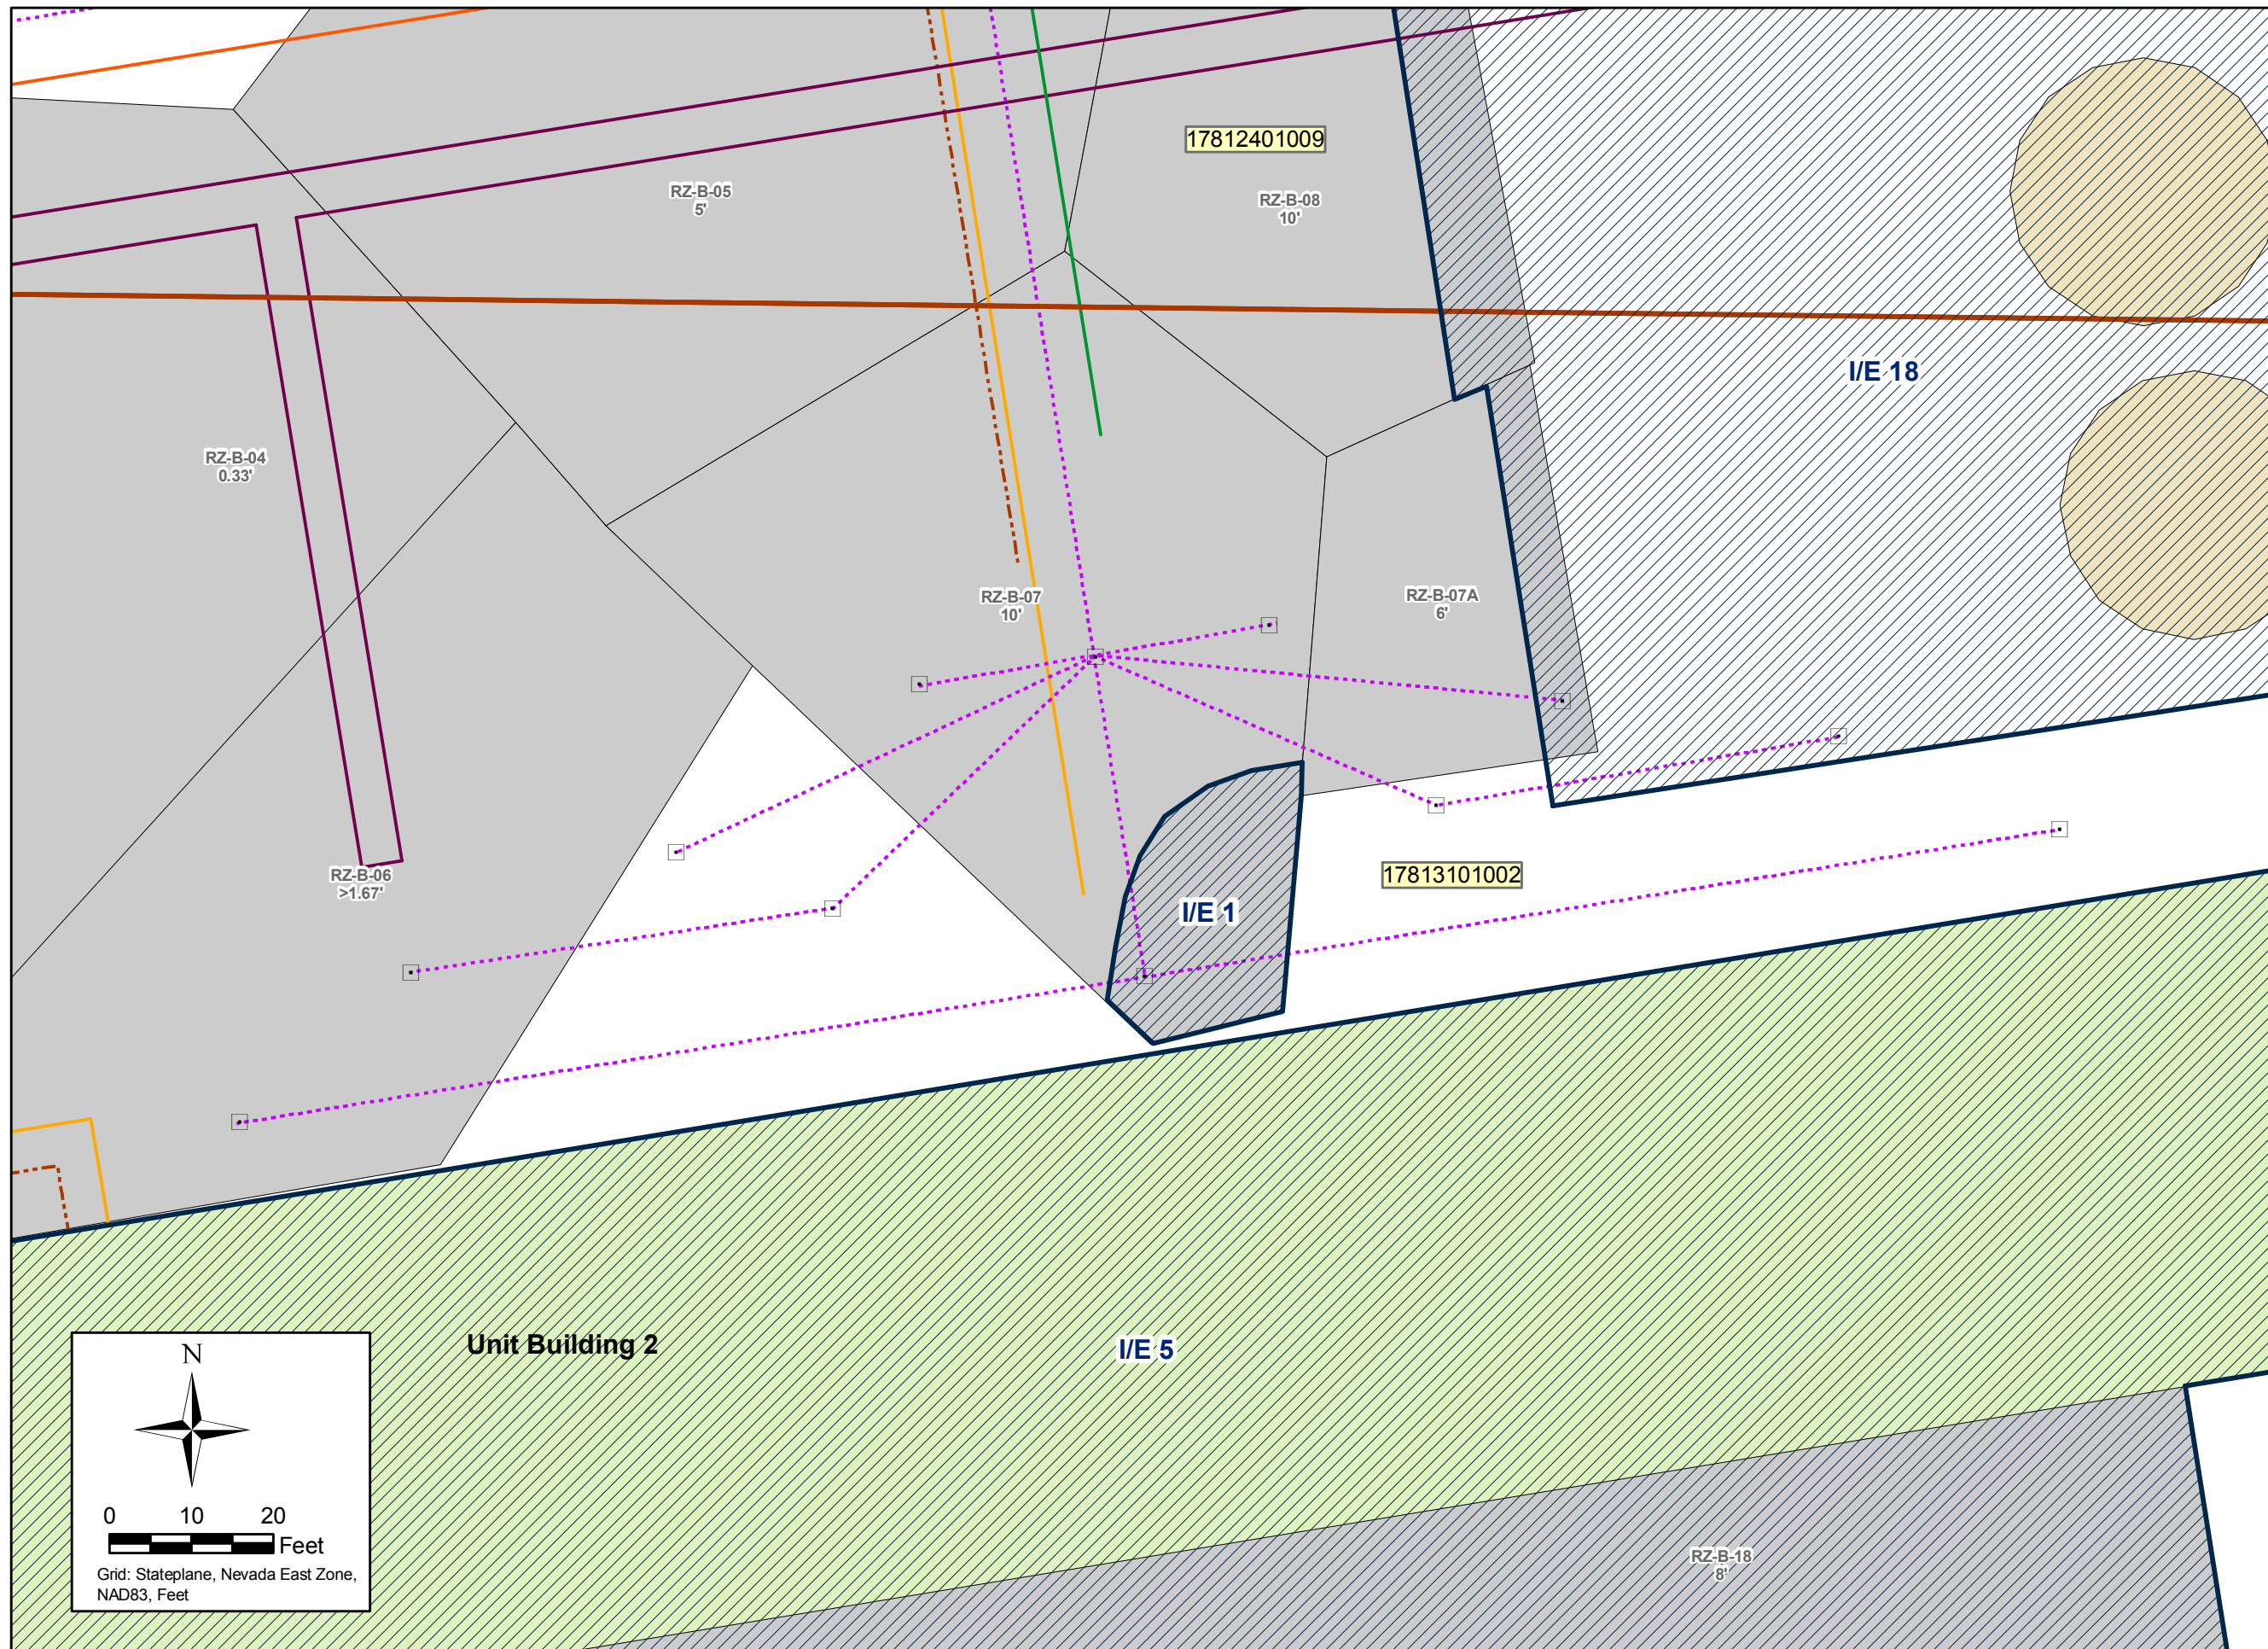 17812401009
RZ-B-05
5'
RZ-B-08
10'
I/E 18
RZ-B-04
0.33'
RZ-B-07
10'
RZ-B-07A
6'
RZ-B-06
>1.67'
17813101002
I/E 1
Unit Building 2
I/E 5
N
0 10 20
Feet
Grid: Stateplane, Nevada East Zone,
NAD83, Feet
RZ-B-18
8'